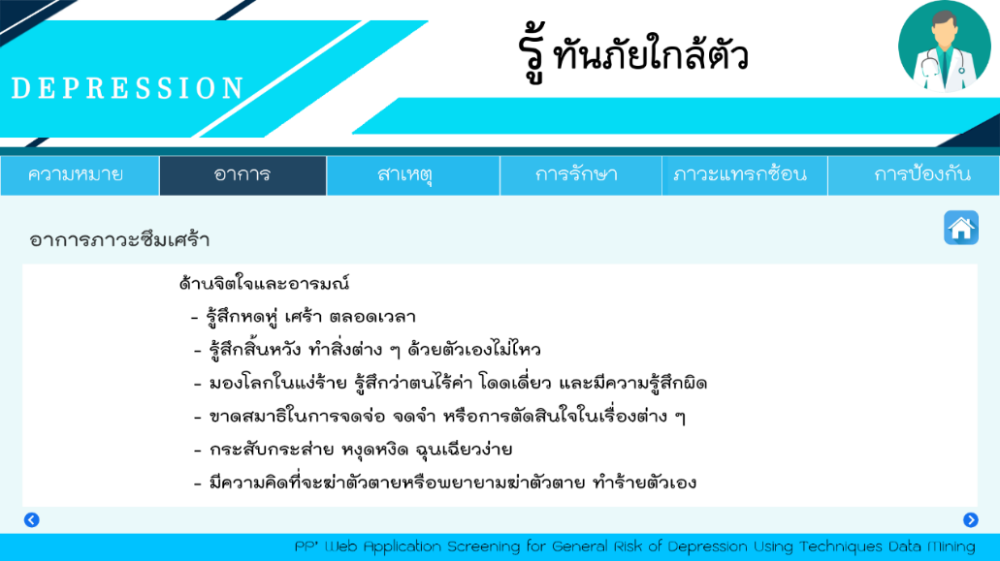 รู้ ทันภัยใกล้ตัว
DEPRESSION
ความหมาย อาการ สาเหตุ การรักษา ภาวะแทรกซ้อน การป้องกัน
อาการภาวะซึมเศร้า
ด้านจิตใจและอารมณ์
- รู้สึกหดหู่ เศร้า ตลอดเวลา
- รู้สึกสิ้นหวัง ทำสิ่งต่าง ๆ ด้วยตัวเองไม่ไหว
- มองโลกในแง่ร้าย รู้สึกว่าตนไร้ค่า โดดเดี่ยว และมีความรู้สึกผิด
- ขาดสมาธิในการจดจ่อ จดจำ หรือการตัดสินใจในเรื่องต่าง ๆ
- กระสับกระส่าย หงุดหงิด ฉุนเฉียวง่าย
- มีความคิดที่จะฆ่าตัวตายหรือพยายามฆ่าตัวตาย ทำร้ายตัวเอง
PP' Web Application Screening for General Risk of Depression Using Techniques Data Mining